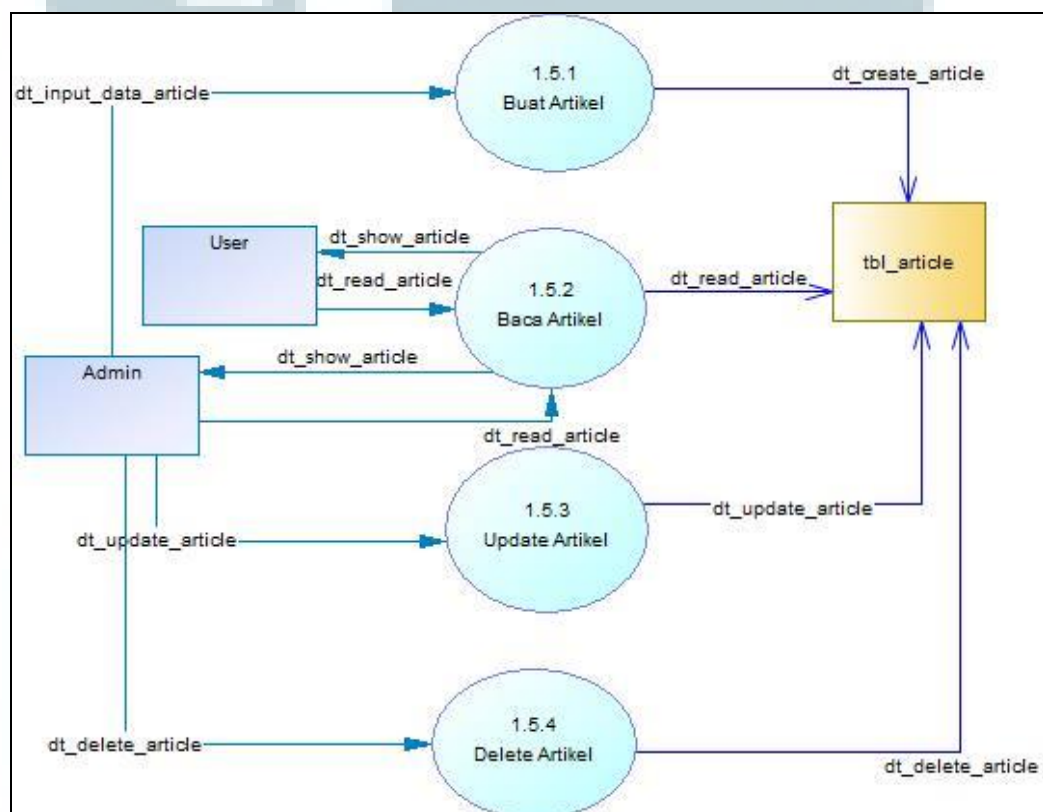 1.5.1
Buat Artikel
dt_create_article
dt_input_data_article
User
dt_show_article
dt_read_article
1.5.2
Baca Artikel
dt_read_article
tbl_article
Admin
dt_show_article
dt_read_article
1.5.3
Update Artikel
dt_update_article
dt_update_article
1.5.4
Delete Artikel
dt_delete_article
dt_delete_article